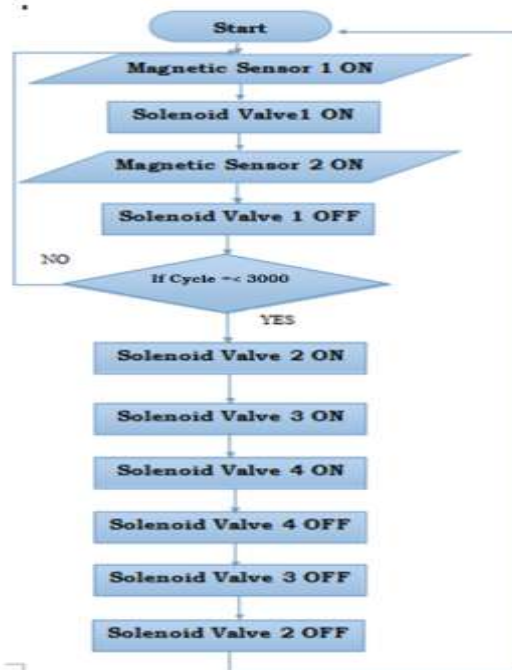 Start
Magnetic Sensor 1 ON
Solenoid Valve1 ON
Magnetic Sensor 2 ON
Solenoid Valve 1 OFF
NO
If Cycle =< 3000
YES
Solenoid Valve 2 ON
Solenoid Valve 3 ON
Solenoid Valve 4 ON
Solenoid Valve 4 OFF
Solenoid Valve 3 OFF
Solenoid Valve 2 OFF